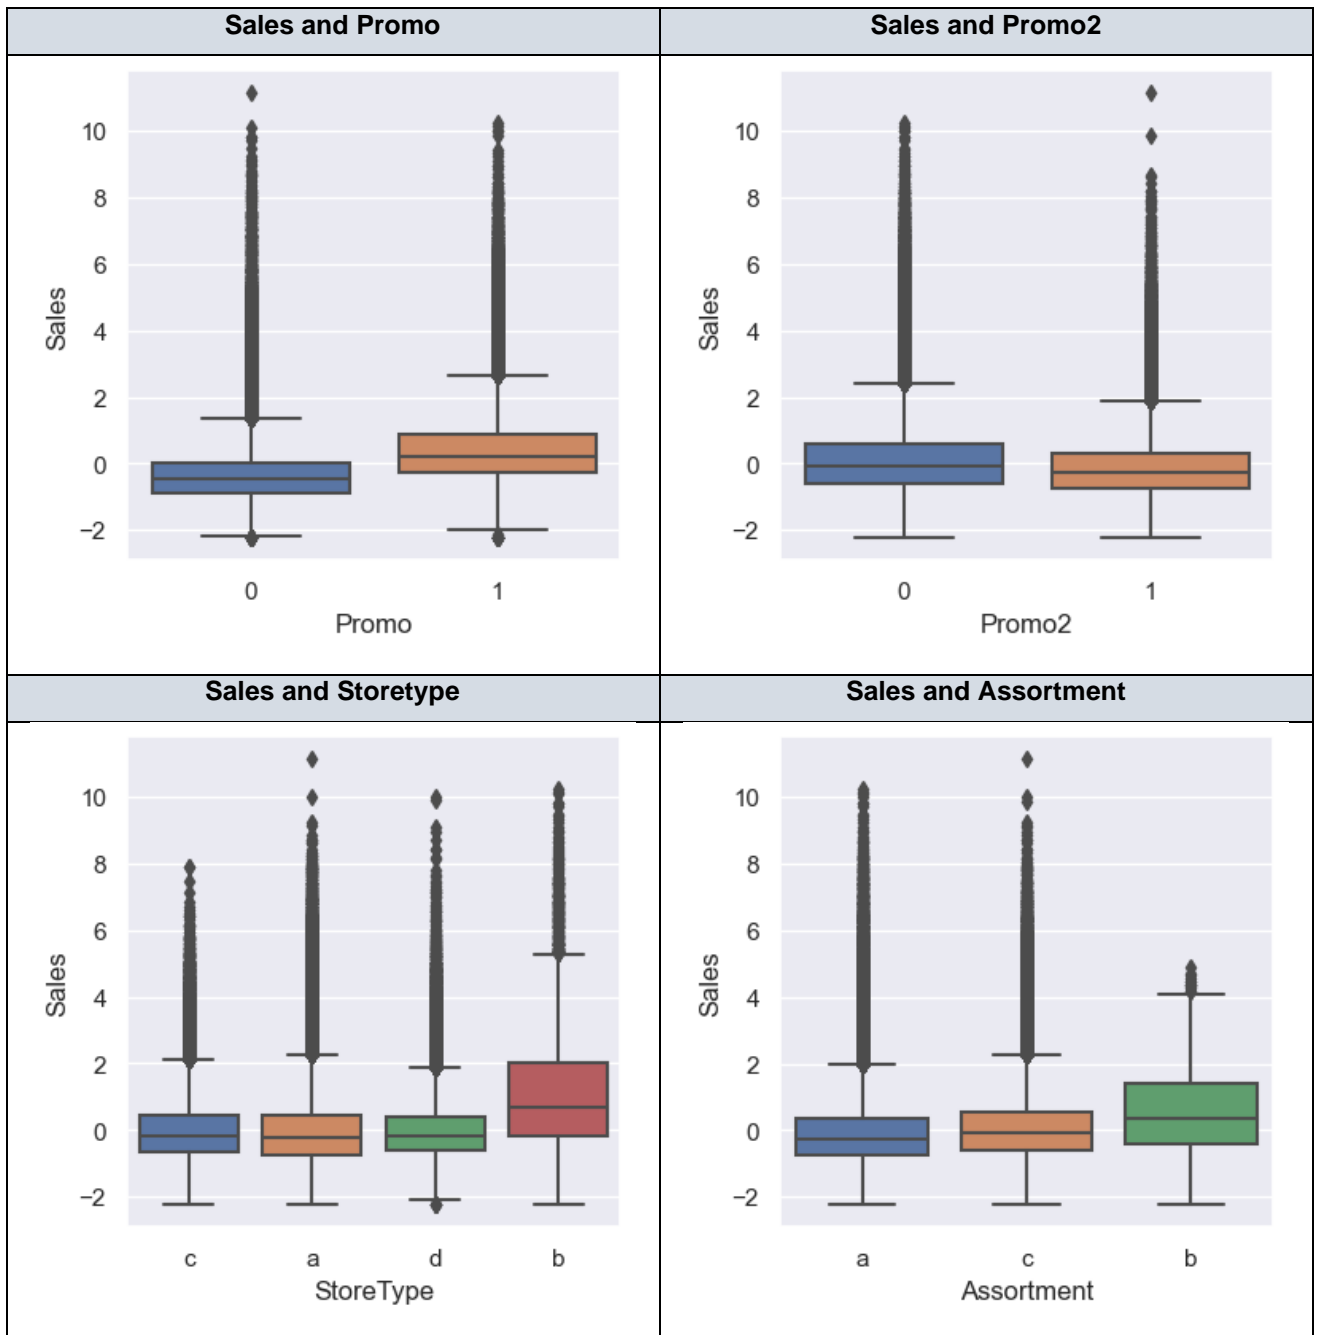 Sales and Promo
Sales and Promo2
10
8
6
4
2
0
−2
Sales
0 1
Promo
10
8
6
4
2
0
−2
Sales
0 1
Promo2
Sales and Storetype
Sales and Assortment
10
8
6
4
2
0
−2
Sales
c a d b
StoreType
10
8
6
4
2
0
−2
Sales
a c b
Assortment